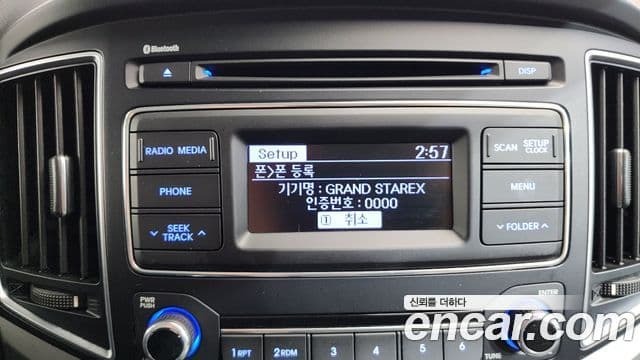 Bluetooth
DISP
RADIO MEDIA
PHONE
SEEK
TRACK
Setup 2:57
폰>폰 등록
기기명 : GRAND STAREX
인증번호 : 0000
1 취소
SCAN SETUP
CLOCK
MENU
FOLDER
PWR
PUSH
ENTER
TUNE
1 RPT 2 RDM 3 4 5 6
신뢰를 더하다
encar.com